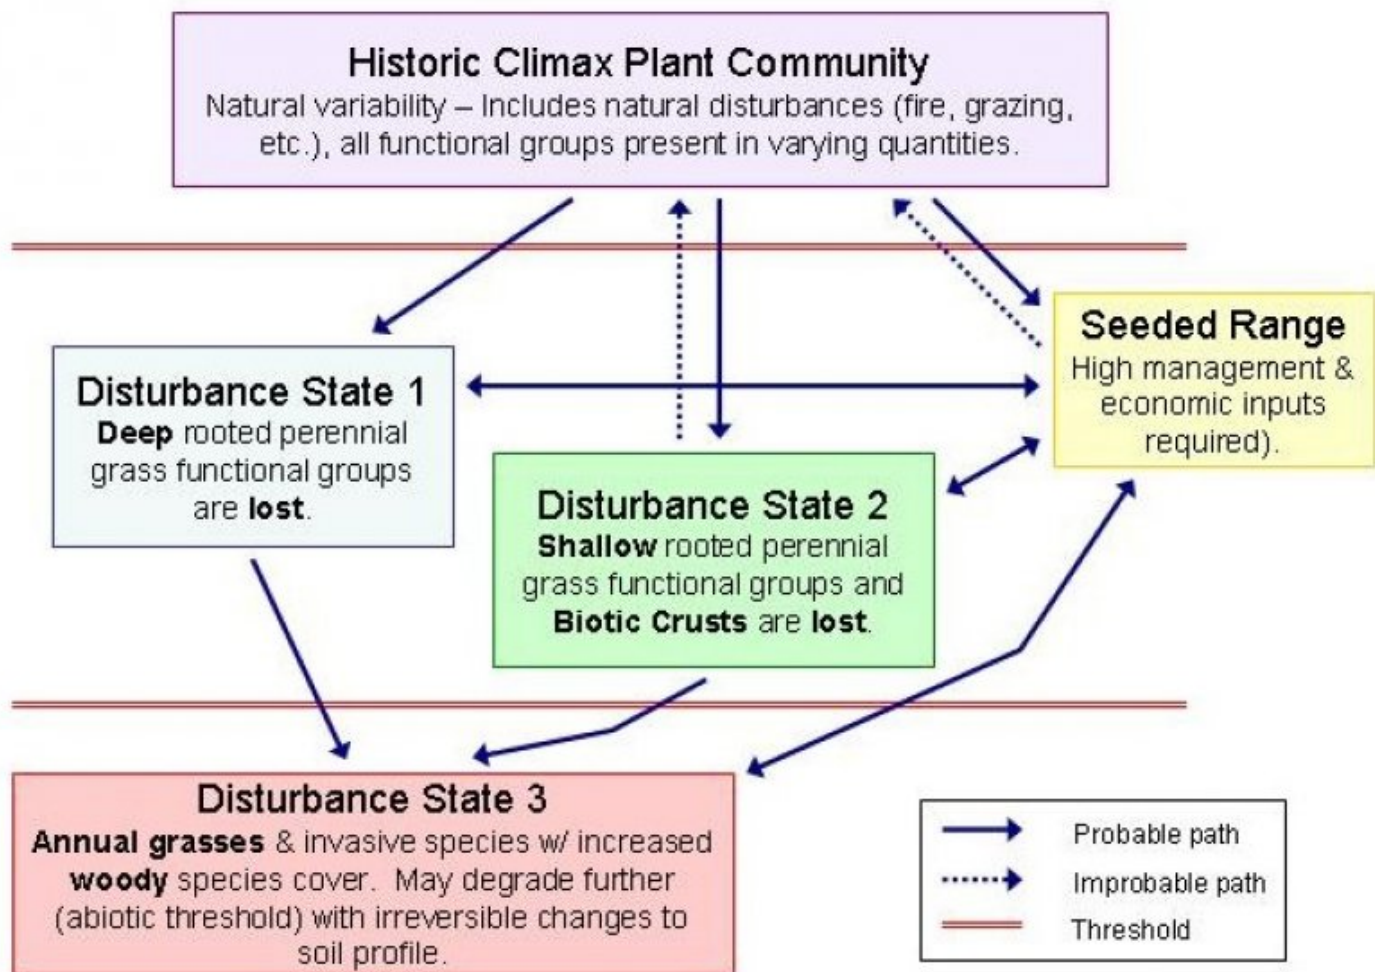 Historic Climax Plant Community
Natural variability – Includes natural disturbances (fire, grazing,
etc.), all functional groups present in varying quantities.
Seeded Range
High management &
economic inputs
required).
Disturbance State 1
Deep rooted perennial
grass functional groups
are lost.
Disturbance State 2
Shallow rooted perennial
grass functional groups and
Biotic Crusts are lost.
Disturbance State 3
Annual grasses & invasive species w/ increased
woody species cover. May degrade further
(abiotic threshold) with irreversible changes to
soil profile.
Probable path
Improbable path
Threshold